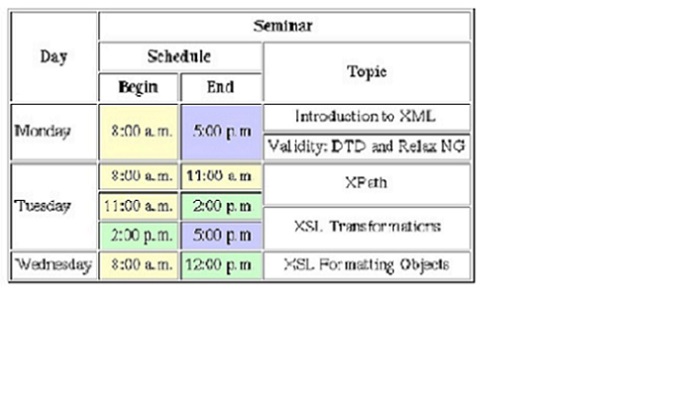 Seminar
Day
Schedule
Topic
Begin End
Monday 8:00 a.m. 5:00 p.m
Introduction to XML
Validity: DTD and Relax NG
Tuesday 8:00 a.m. 11:00 a.m
XPath
11:00 a.m. 2:00 p.m
XSL Transformations
2:00 p.m. 5:00 p.m
Wednesday 8:00 a.m. 12:00 p.m XSL Formatting Objects